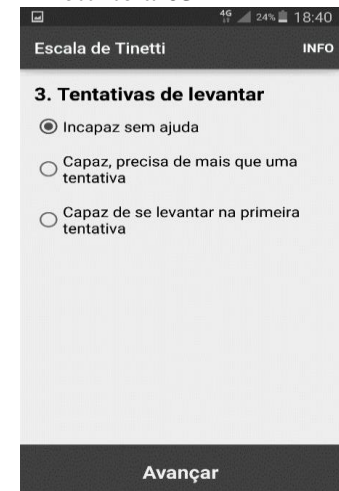 4G 24% 18:40
Escala de Tinetti INFO
3. Tentativas de levantar
Incapaz sem ajuda
Capaz, precisa de mais que uma
tentativa
Capaz de se levantar na primeira
tentativa
Avançar